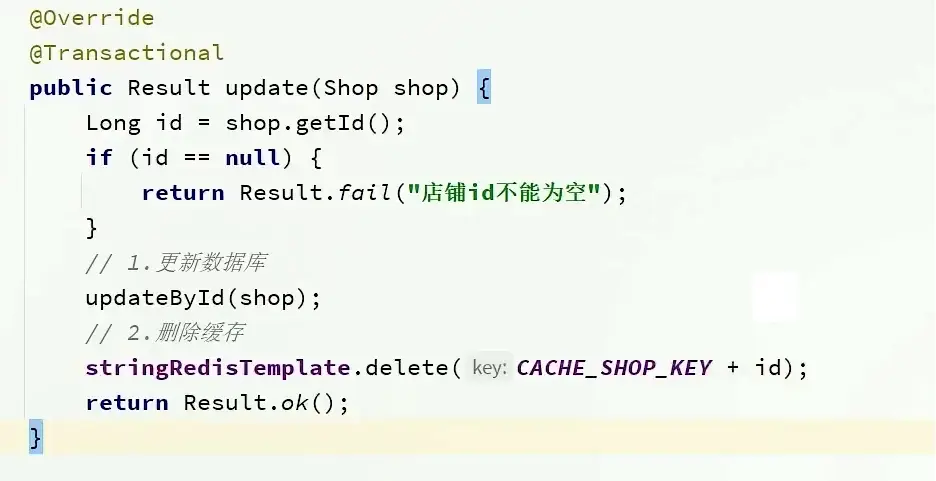 @Override
@Transactional
public Result update(Shop shop) {
    Long id = shop.getId();
    if (id == null) {
        return Result.fail("店铺id不能为空");
    }
    // 1.更新数据库
    updateById(shop);
    // 2.删除缓存
    stringRedisTemplate.delete( key: CACHE_SHOP_KEY + id);
    return Result.ok();
}